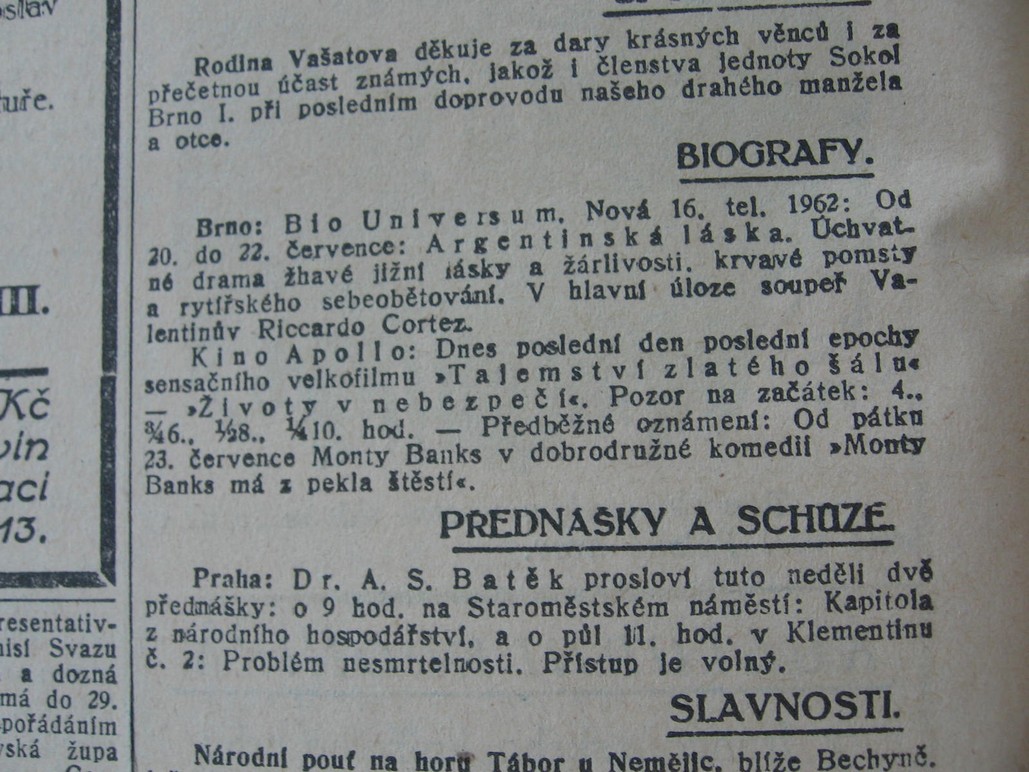 uře.
III.
Kč
vin
aci
13.
resentativ-
nisí Svazu
a dozná
má do 29.
pořádáním
vská župa
Rodina Vašatova děkuje za dary krásných věnců i za
přečetnou účast známých, jakož i členstva jednoty Sokol
Brno I. při posledním doprovodu našeho drahého manžela
a otce.
BIOGRAFY.
Brno: Bio Universum, Nová 16, tel. 1962: Od
20. do 22. července: Argentinská láska. Úchvat-
né drama žhavé jižní lásky a žárlivosti, krvavé pomsty
a rytířského sebeobětování. V hlavní úloze soupeř Va-
lentinův Riccardo Cortez.
Kino Apollo: Dnes poslední den poslední epochy
sensačního velkofilmu »Tajemství zlatého šálu«
— »Životy v nebezpečí«. Pozor na začátek: 4.,
¾6., ½8., ¼10. hod. — Předběžné oznámení: Od pátku
23. července Monty Banks v dobrodružné komedii »Monty
Banks má z pekla štěstí«.
PŘEDNÁŠKY A SCHŮZE.
Praha: Dr. A. S. Batěk prosloví tuto neděli dvě
přednášky: o 9 hod. na Staroměstském náměstí: Kapitola
z národního hospodářství, a o půl 11. hod. v Klementinu
č. 2: Problém nesmrtelnosti. Přístup je volný.
SLAVNOSTI.
Národní pouť na horu Tábor u Nemějic, blíže Bechyně.